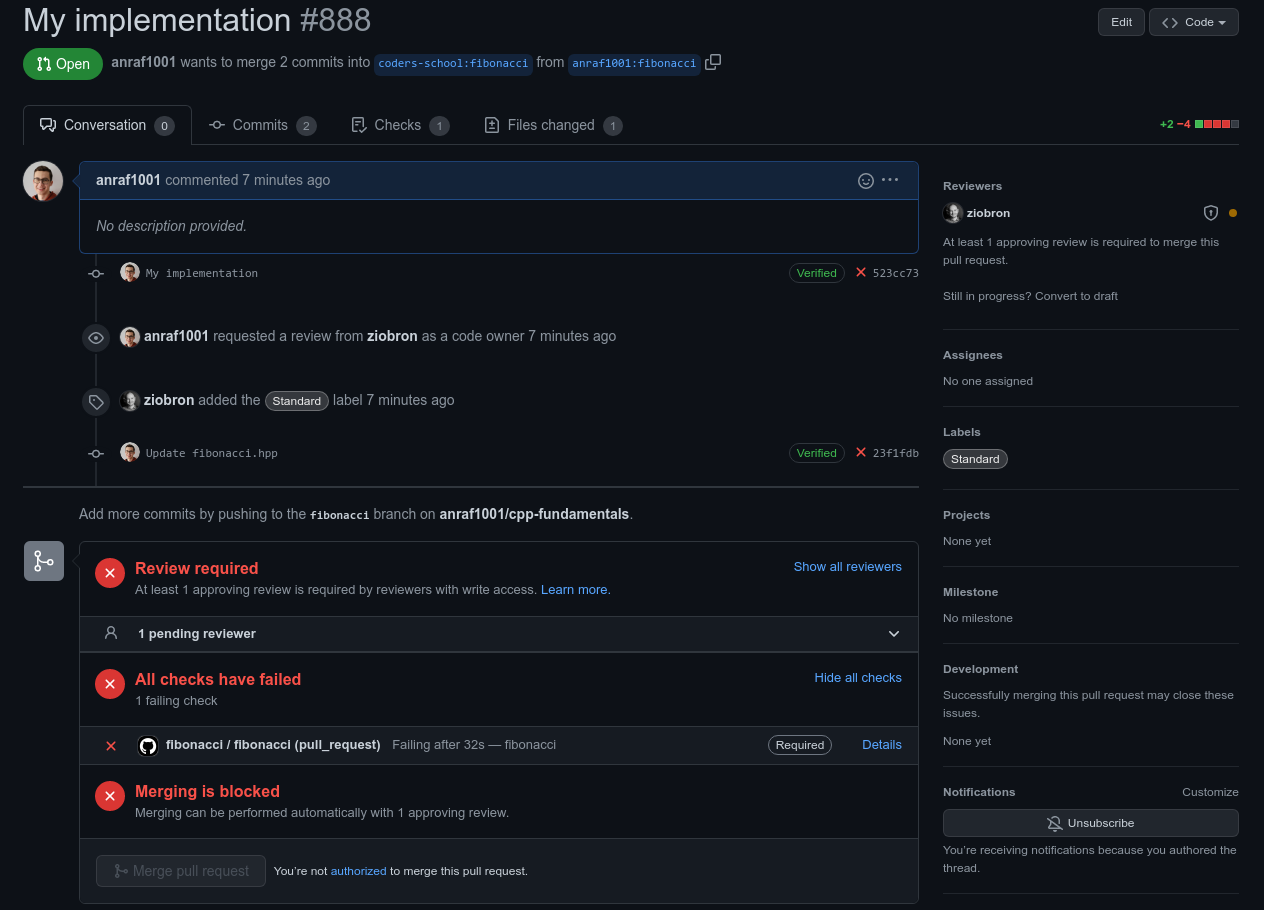 My implementation #888
Edit
Code
Open
anraf1001 wants to merge 2 commits into coders-school:fibonacci from anraf1001:fibonacci
Conversation 0
Commits 2
Checks 1
Files changed 1
+2 −4
anraf1001 commented 7 minutes ago
No description provided.
My implementation
Verified
523cc73
anraf1001 requested a review from ziobron as a code owner 7 minutes ago
ziobron added the Standard label 7 minutes ago
Update fibonacci.hpp
Verified
23f1fdb
Add more commits by pushing to the fibonacci branch on anraf1001/cpp-fundamentals.
Review required
Show all reviewers
At least 1 approving review is required by reviewers with write access. Learn more.
1 pending reviewer
All checks have failed
Hide all checks
1 failing check
fibonacci / fibonacci (pull_request) Failing after 32s — fibonacci
Required
Details
Merging is blocked
Merging can be performed automatically with 1 approving review.
Merge pull request
You're not authorized to merge this pull request.
Reviewers
ziobron
At least 1 approving review is required to merge this
pull request.
Still in progress? Convert to draft
Assignees
No one assigned
Labels
Standard
Projects
None yet
Milestone
No milestone
Development
Successfully merging this pull request may close these
issues.
None yet
Notifications
Customize
Unsubscribe
You're receiving notifications because you authored the
thread.